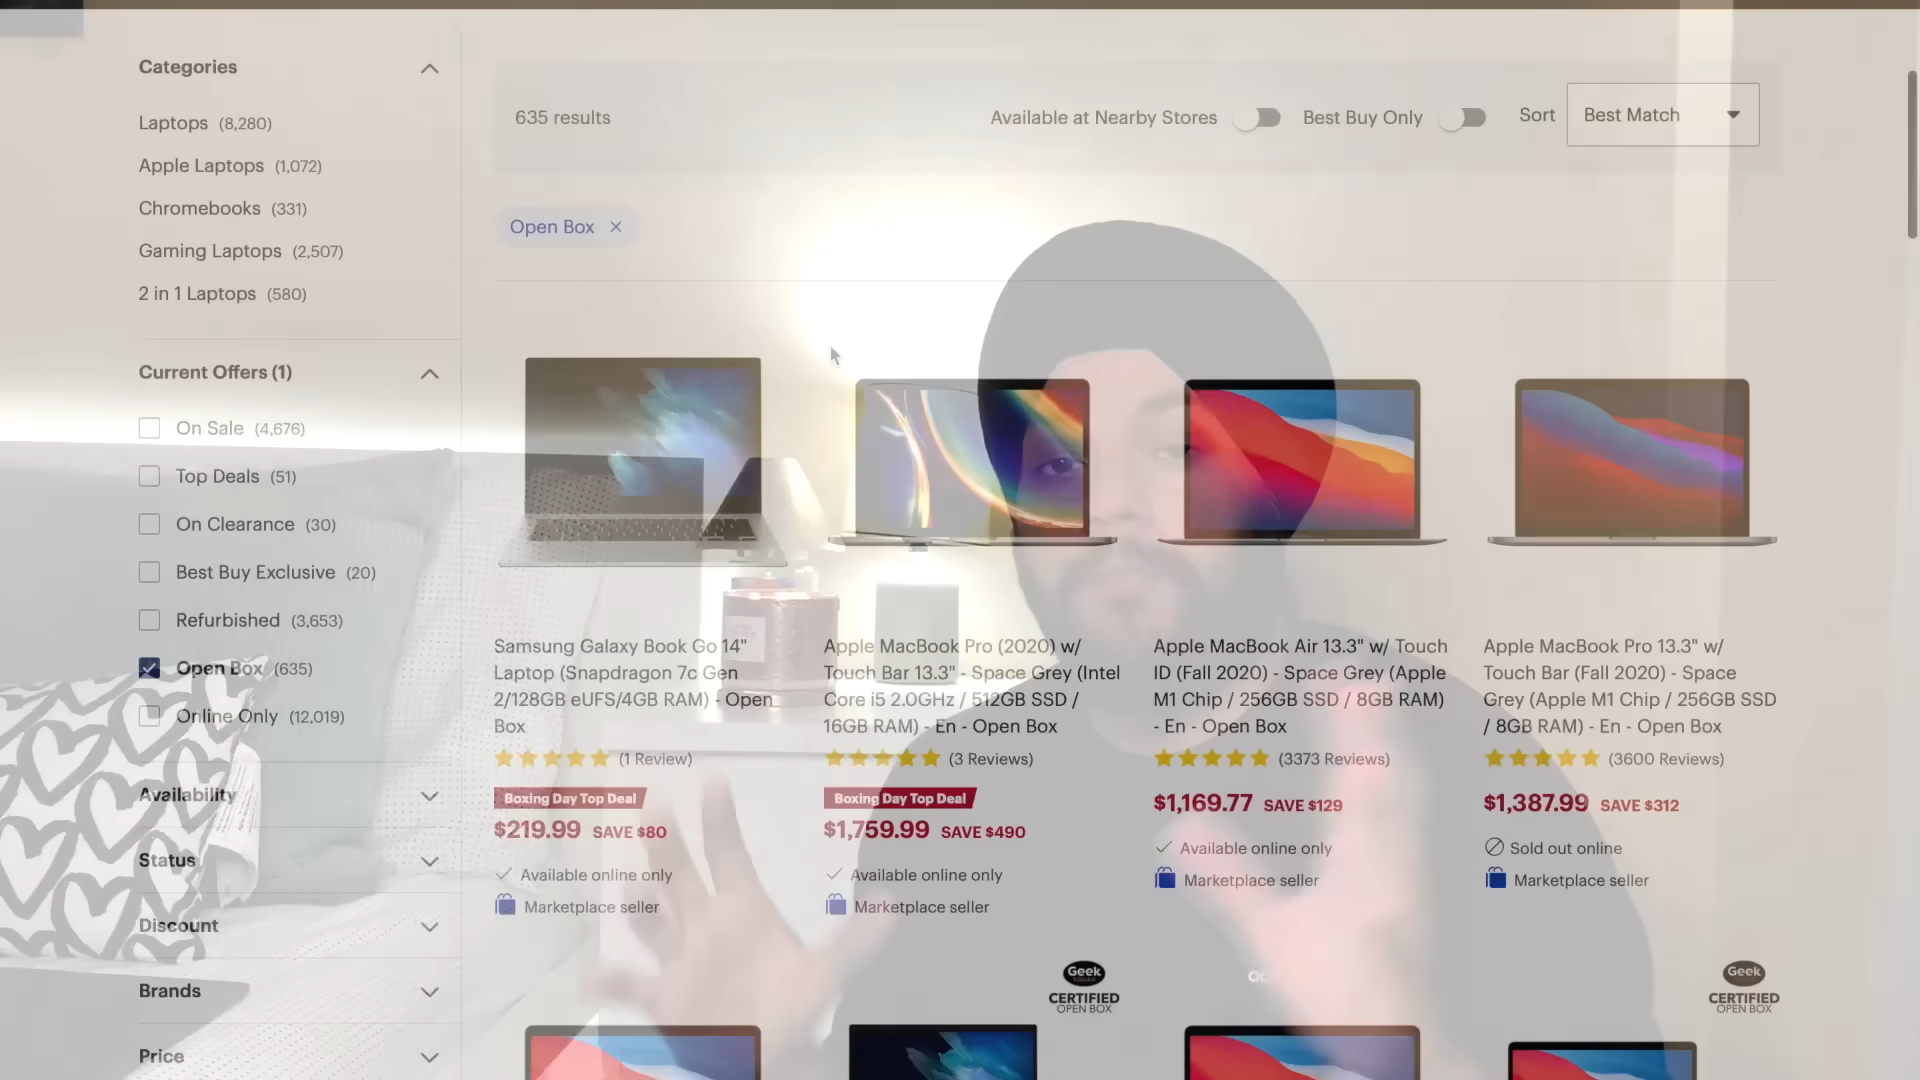 Categories
Laptops (8,280)
Apple Laptops (1,072)
Chromebooks (331)
Gaming Laptops (2,507)
2 in 1 Laptops (580)
Current Offers (1)
On Sale (4,676)
Top Deals (51)
On Clearance (30)
Best Buy Exclusive (20)
Refurbished (3,653)
Open Box (635)
Online Only (12,019)
Availability
Status
Discount
Brands
Price
635 results
Available at Nearby Stores
Best Buy Only
Sort
Best Match
Open Box
Samsung Galaxy Book Go 14"
Laptop (Snapdragon 7c Gen
2/128GB eUFS/4GB RAM) - Open
Box
(1 Review)
Boxing Day Top Deal
$219.99 SAVE $80
Available online only
Marketplace seller
Apple MacBook Pro (2020) w/
Touch Bar 13.3" - Space Grey (Intel
Core i5 2.0GHz / 512GB SSD /
16GB RAM) - En - Open Box
(3 Reviews)
Boxing Day Top Deal
$1,759.99 SAVE $490
Available online only
Marketplace seller
Apple MacBook Air 13.3" w/ Touch
ID (Fall 2020) - Space Grey (Apple
M1 Chip / 256GB SSD / 8GB RAM)
- En - Open Box
(3373 Reviews)
$1,169.77 SAVE $129
Available online only
Marketplace seller
Apple MacBook Pro 13.3" w/
Touch Bar (Fall 2020) - Space
Grey (Apple M1 Chip / 256GB SSD
/ 8GB RAM) - En - Open Box
(3600 Reviews)
$1,387.99 SAVE $312
Sold out online
Marketplace seller
Geek
CERTIFIED
OPEN BOX
Geek
CERTIFIED
OPEN BOX